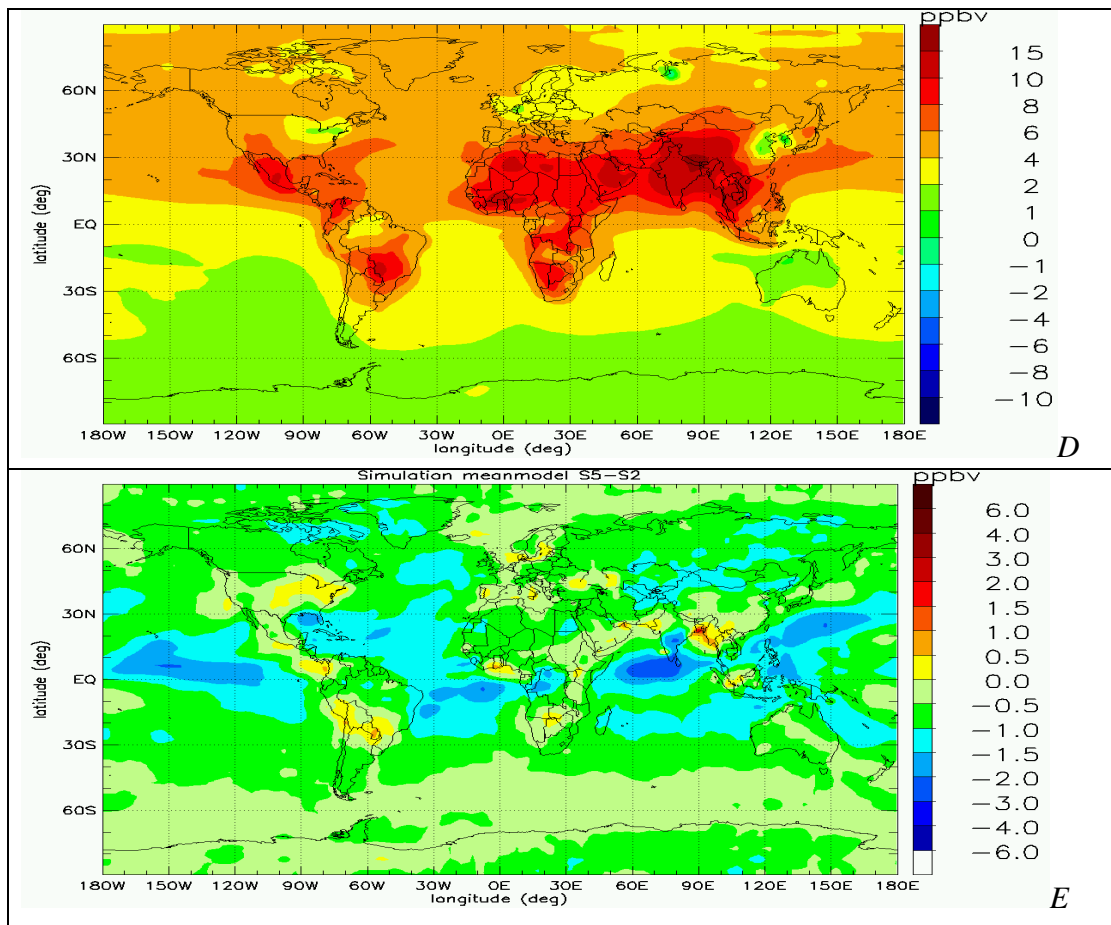 ppbv
60N
30N
EQ
30S
60S
latitude (deg)
15
10
8
6
4
2
1
0
−1
−2
−4
−6
−8
−10
180W 150W 120W 90W 60W 30W 0E 30E 60E 90E 120E 150E 180E
longitude (deg)
D
Simulation meanmodel S5−S2
ppbv
60N
30N
EQ
30S
60S
latitude (deg)
6.0
4.0
3.0
2.0
1.5
1.0
0.5
0.0
−0.5
−1.0
−1.5
−2.0
−3.0
−4.0
−6.0
180W 150W 120W 90W 60W 30W 0E 30E 60E 90E 120E 150E 180E
longitude (deg)
E